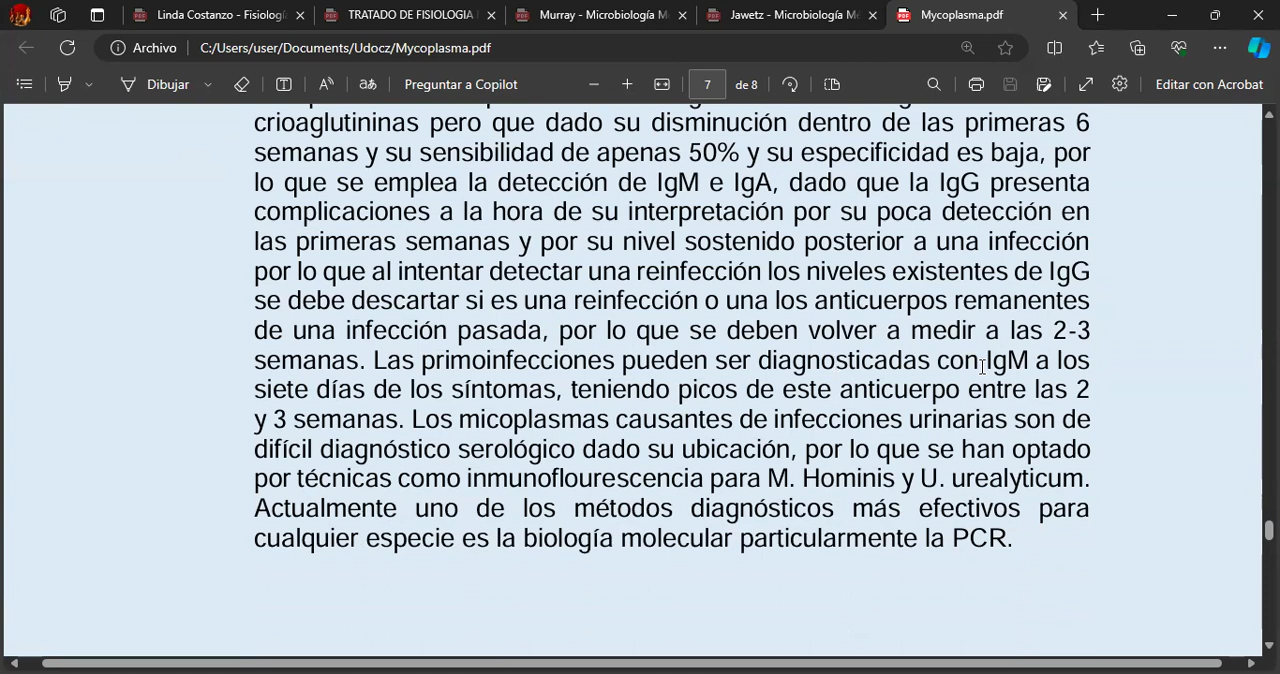 Linda Costanzo - Fisiologí
TRATADO DE FISIOLOGIA
Murray - Microbiología M
Jawetz - Microbiología Mé
Mycoplasma.pdf
Archivo
C:/Users/user/Documents/Udocz/Mycoplasma.pdf
Dibujar
Preguntar a Copilot
7
de 8
Editar con Acrobat
crioaglutininas pero que dado su disminución dentro de las primeras 6
semanas y su sensibilidad de apenas 50% y su especificidad es baja, por
lo que se emplea la detección de IgM e IgA, dado que la IgG presenta
complicaciones a la hora de su interpretación por su poca detección en
las primeras semanas y por su nivel sostenido posterior a una infección
por lo que al intentar detectar una reinfección los niveles existentes de IgG
se debe descartar si es una reinfección o una los anticuerpos remanentes
de una infección pasada, por lo que se deben volver a medir a las 2-3
semanas. Las primoinfecciones pueden ser diagnosticadas con IgM a los
siete días de los síntomas, teniendo picos de este anticuerpo entre las 2
y 3 semanas. Los micoplasmas causantes de infecciones urinarias son de
difícil diagnóstico serológico dado su ubicación, por lo que se han optado
por técnicas como inmunoflourescencia para M. Hominis y U. urealyticum.
Actualmente uno de los métodos diagnósticos más efectivos para
cualquier especie es la biología molecular particularmente la PCR.